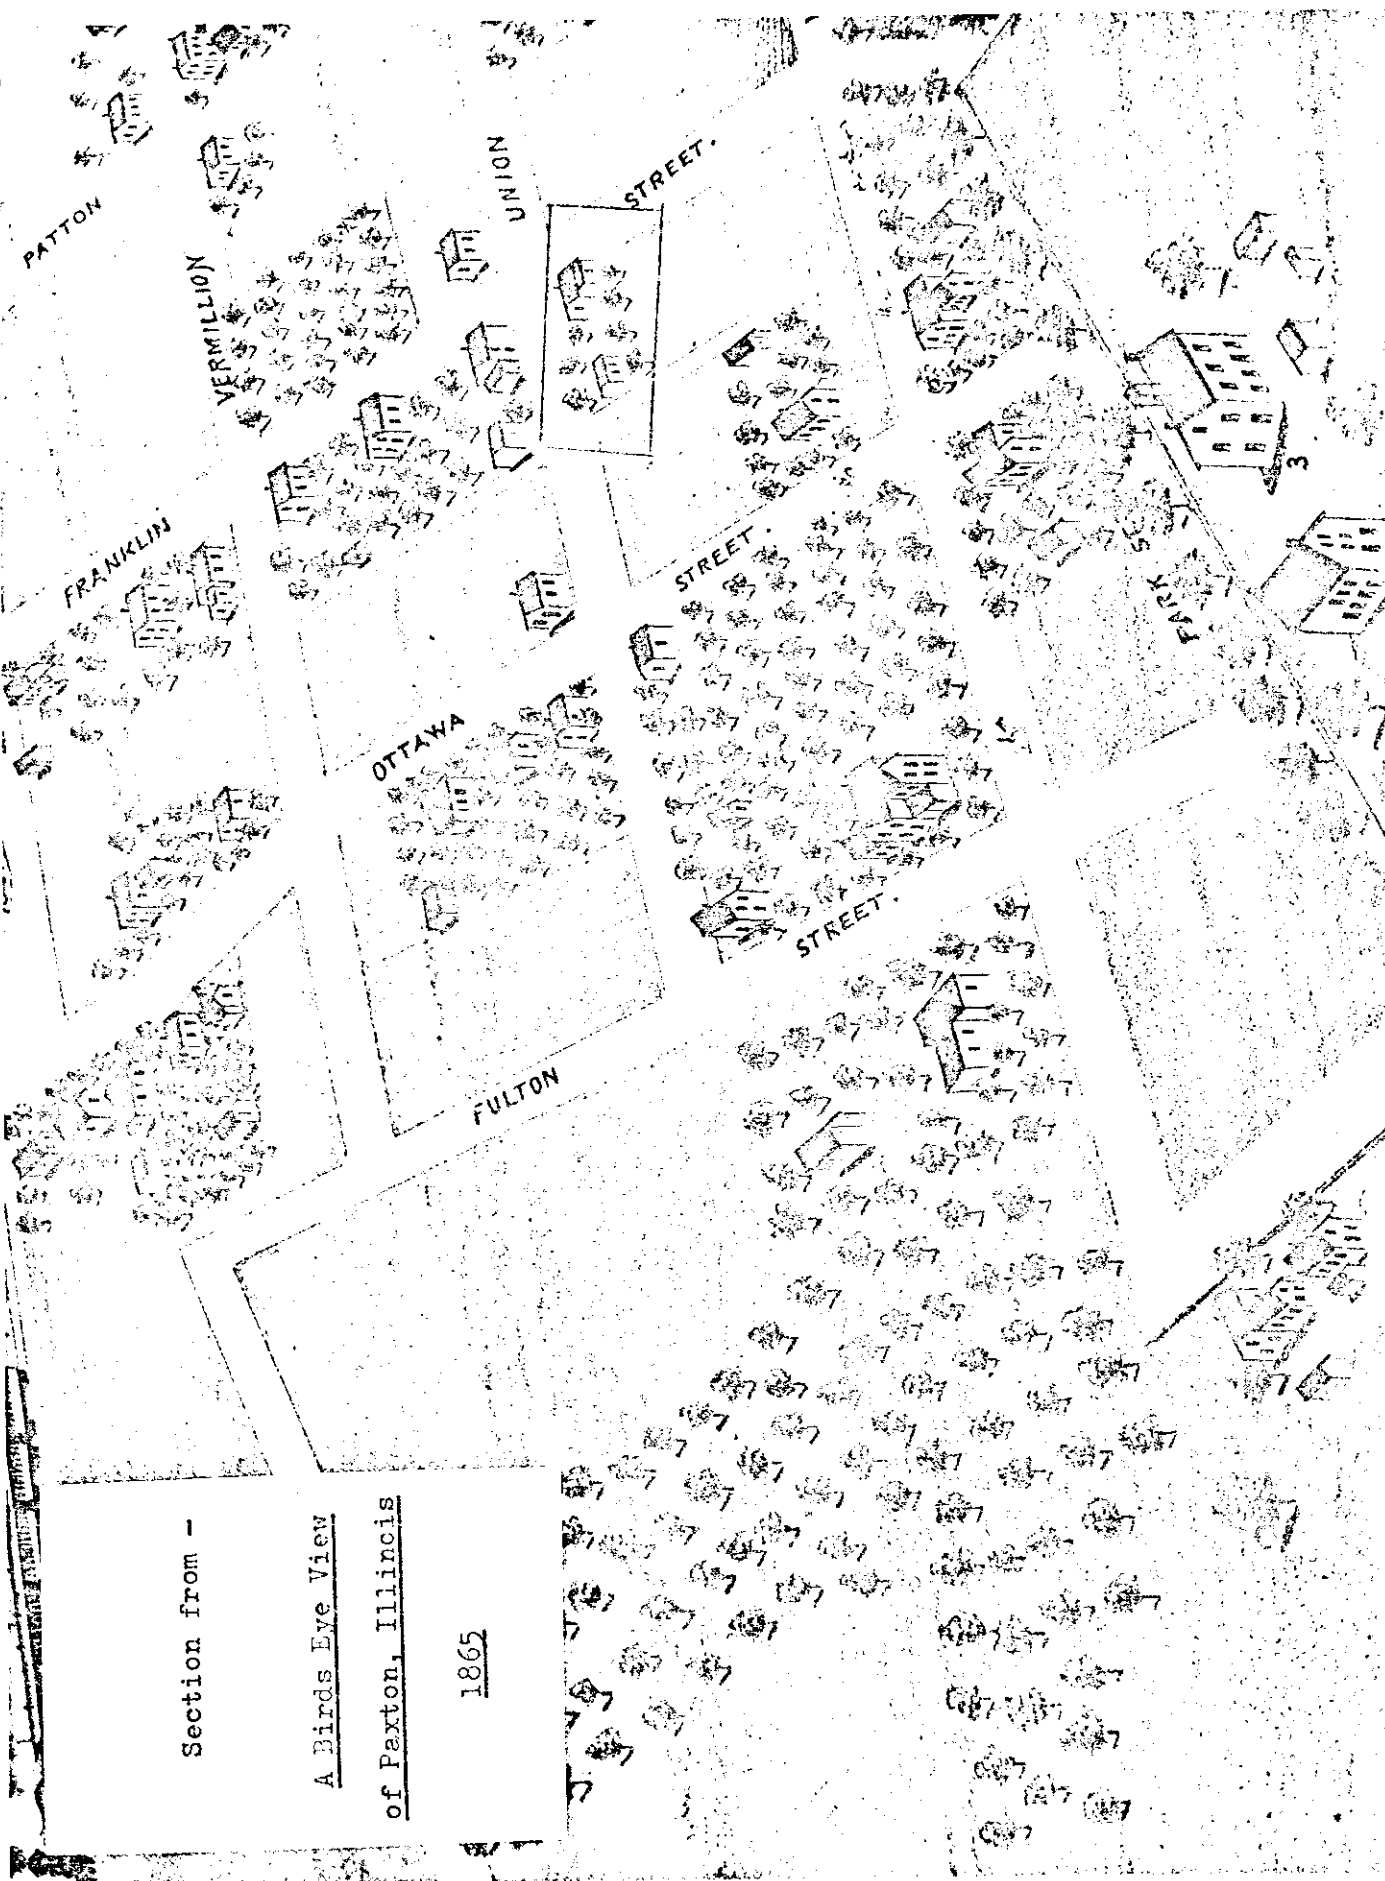 Section from -
A Birds Eye View
of Paxton, Illincis
1865
PATTON
VERMILLION
UNION
STREET.
FRANKLIN
STREET.
OTTAWA
STREET.
FULTON
PARK
3